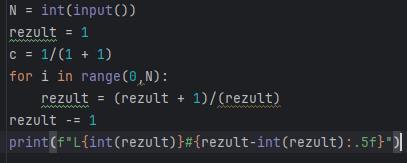 N = int(input())
rezult = 1
c = 1/(1 + 1)
for i in range(0,N):
    rezult = (rezult + 1)/(rezult)
rezult -= 1
print(f"L{int(rezult)}#{rezult-int(rezult):.5f}")